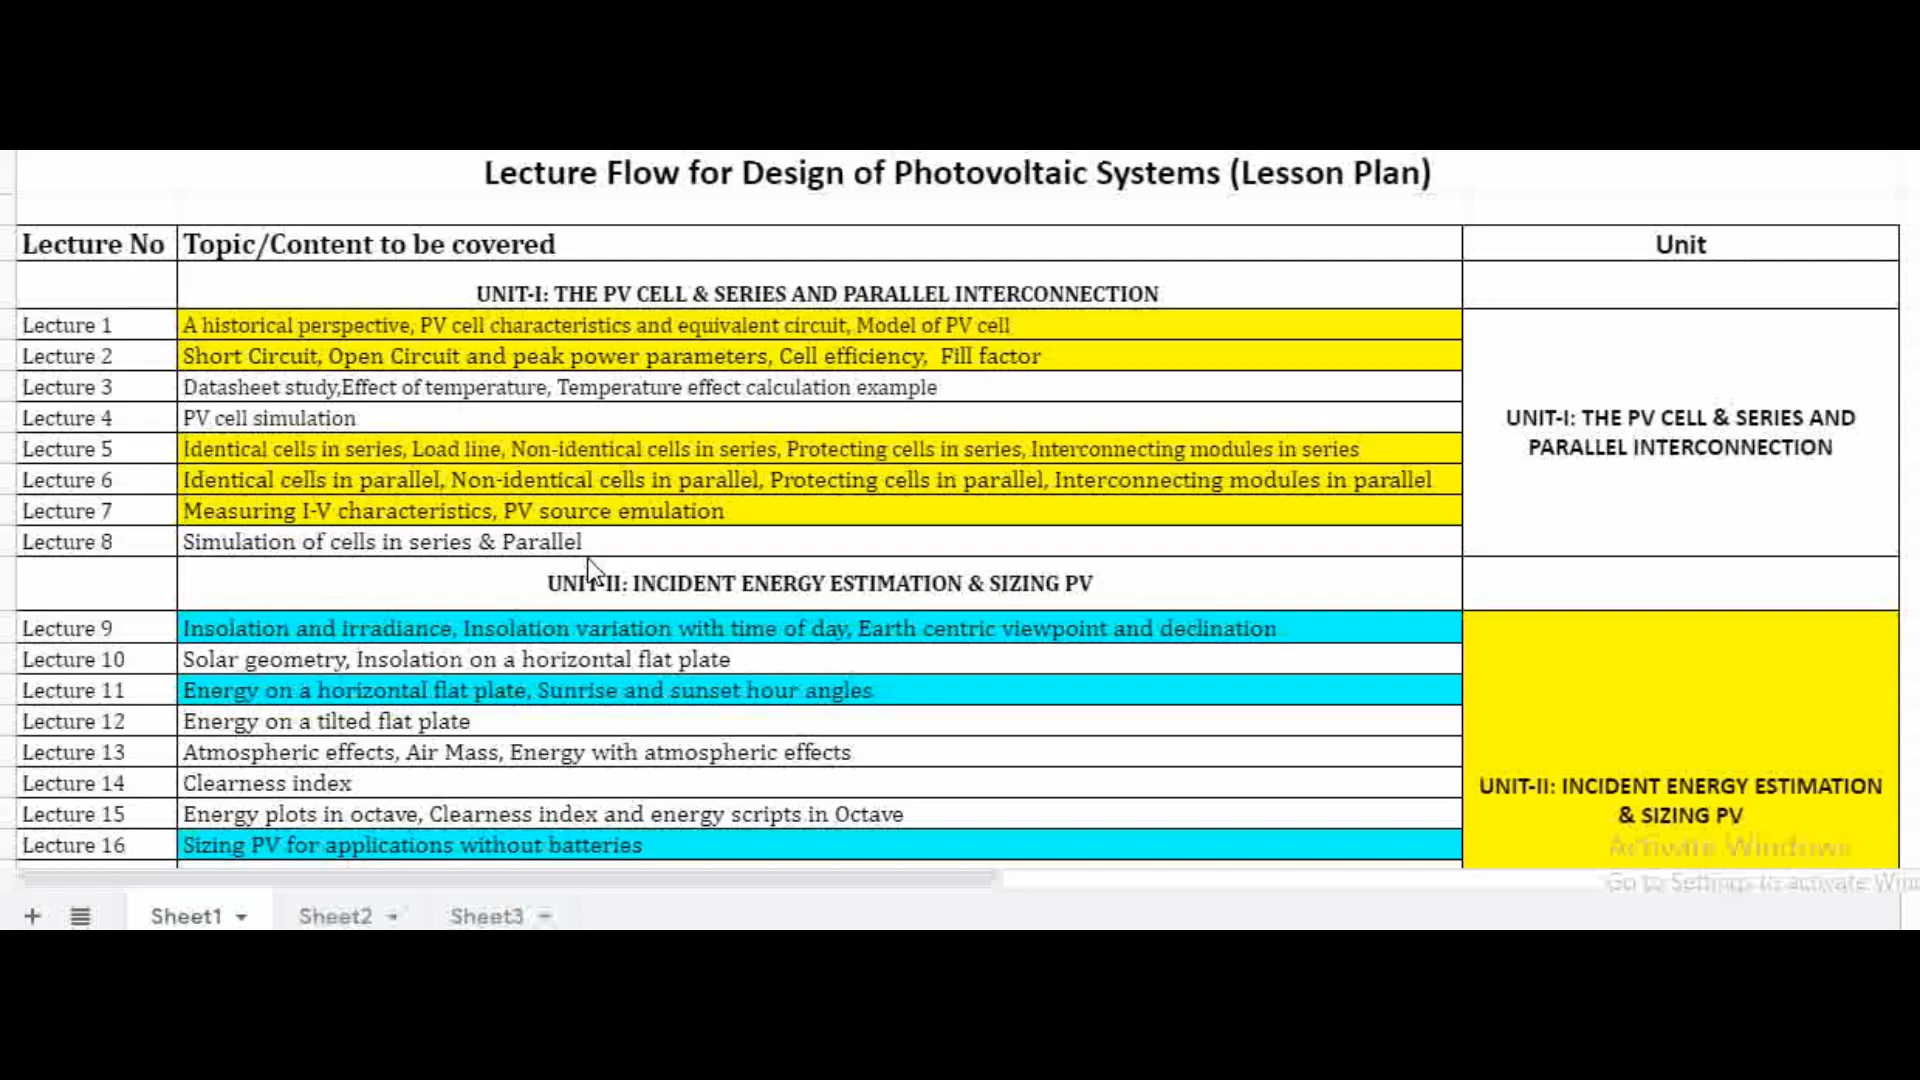 Lecture Flow for Design of Photovoltaic Systems (Lesson Plan)
Lecture No Topic/Content to be covered Unit
UNIT-I: THE PV CELL & SERIES AND PARALLEL INTERCONNECTION
Lecture 1 A historical perspective, PV cell characteristics and equivalent circuit, Model of PV cell
Lecture 2 Short Circuit, Open Circuit and peak power parameters, Cell efficiency, Fill factor
Lecture 3 Datasheet study,Effect of temperature, Temperature effect calculation example
Lecture 4 PV cell simulation
Lecture 5 Identical cells in series, Load line, Non-identical cells in series, Protecting cells in series, Interconnecting modules in series
Lecture 6 Identical cells in parallel, Non-identical cells in parallel, Protecting cells in parallel, Interconnecting modules in parallel
Lecture 7 Measuring I-V characteristics, PV source emulation
Lecture 8 Simulation of cells in series & Parallel
UNIT-I: THE PV CELL & SERIES AND
PARALLEL INTERCONNECTION
UNIT-II: INCIDENT ENERGY ESTIMATION & SIZING PV
Lecture 9 Insolation and irradiance, Insolation variation with time of day, Earth centric viewpoint and declination
Lecture 10 Solar geometry, Insolation on a horizontal flat plate
Lecture 11 Energy on a horizontal flat plate, Sunrise and sunset hour angles
Lecture 12 Energy on a tilted flat plate
Lecture 13 Atmospheric effects, Air Mass, Energy with atmospheric effects
Lecture 14 Clearness index
Lecture 15 Energy plots in octave, Clearness index and energy scripts in Octave
Lecture 16 Sizing PV for applications without batteries
UNIT-II: INCIDENT ENERGY ESTIMATION
& SIZING PV
Activate Windows
Go to Settings to activate
Sheet1 Sheet2 Sheet3